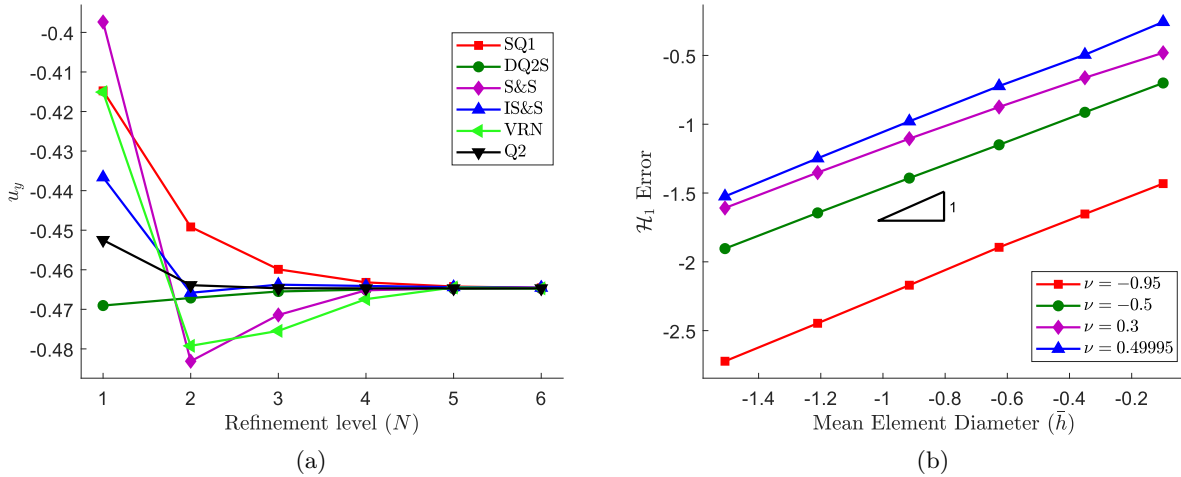 -0.4
-0.41
-0.42
-0.43
-0.44
-0.45
-0.46
-0.47
-0.48
u_y
1 2 3 4 5 6
Refinement level (N)
SQ1
DQ2S
S&S
IS&S
VRN
Q2
(a)
-0.5
-1
-1.5
-2
-2.5
ℋ₁ Error
1
ν = −0.95
ν = −0.5
ν = 0.3
ν = 0.49995
-1.4 -1.2 -1 -0.8 -0.6 -0.4 -0.2
Mean Element Diameter (h̄)
(b)